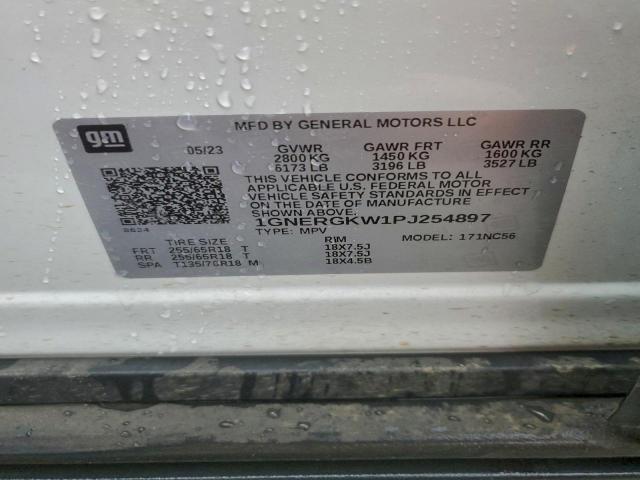 gm
MFD BY GENERAL MOTORS LLC
05/23 GVWR GAWR FRT GAWR RR
2800 KG 1450 KG 1600 KG
6173 LB 3196 LB 3527 LB
THIS VEHICLE CONFORMS TO ALL
APPLICABLE U.S. FEDERAL MOTOR
VEHICLE SAFETY STANDARDS IN EFFECT
ON THE DATE OF MANUFACTURE
SHOWN ABOVE.
1GNERGKW1PJ254897
8624 TYPE: MPV MODEL: 171NC56
TIRE SIZE RIM
FRT 255/65R18 T 18X7.5J
RR 255/65R18 T 18X7.5J
SPA T135/70R18 M 18X4.5B